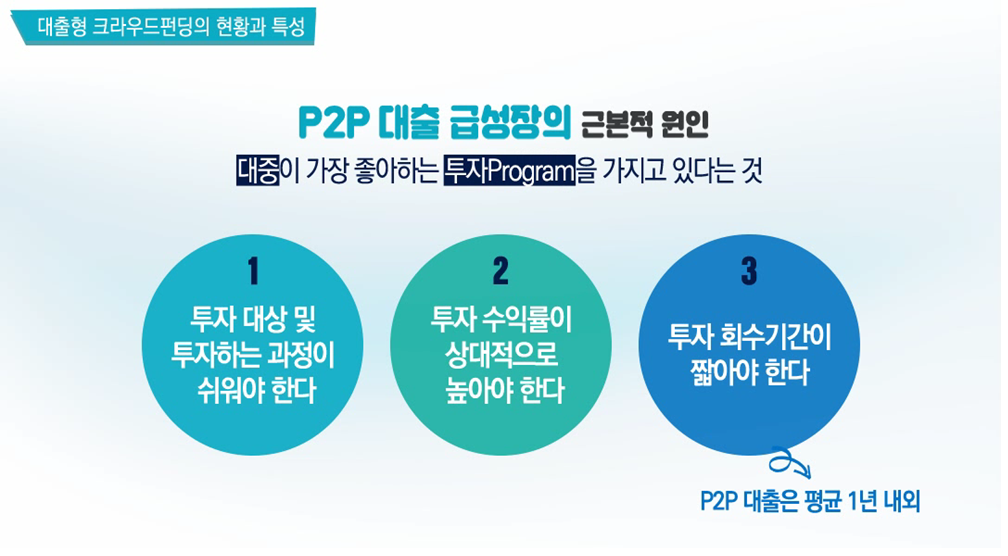 대출형 크라우드펀딩의 현황과 특성
P2P 대출 급성장의 근본적 원인
대중이 가장 좋아하는 투자Program을 가지고 있다는 것
1
투자 대상 및
투자하는 과정이
쉬워야 한다
2
투자 수익률이
상대적으로
높아야 한다
3
투자 회수기간이
짧아야 한다
P2P 대출은 평균 1년 내외